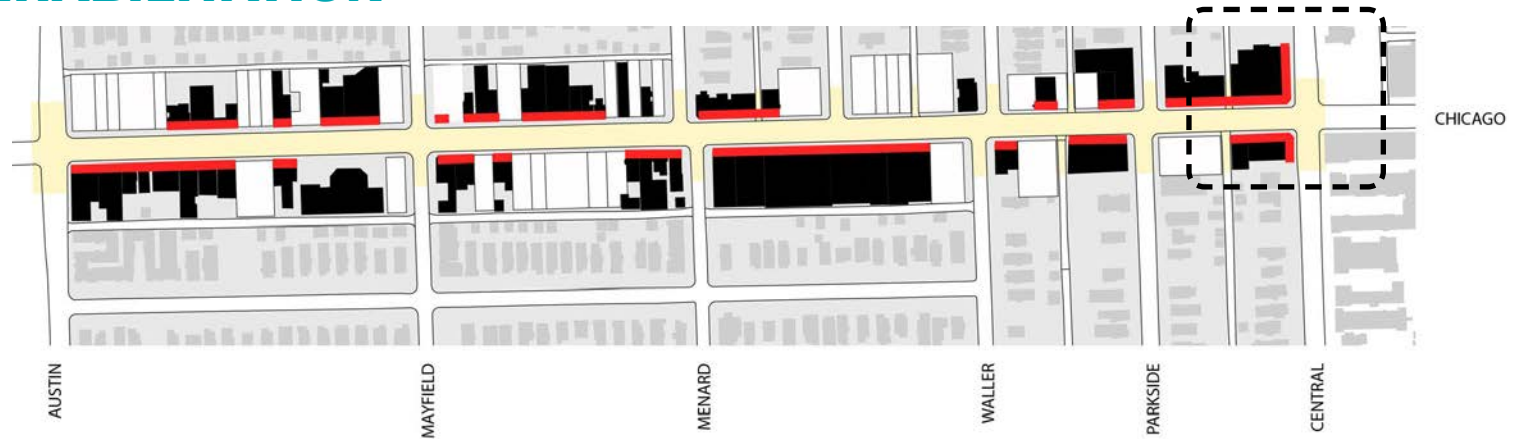 CHICAGO
AUSTIN
MAYFIELD
MENARD
WALLER
PARKSIDE
CENTRAL